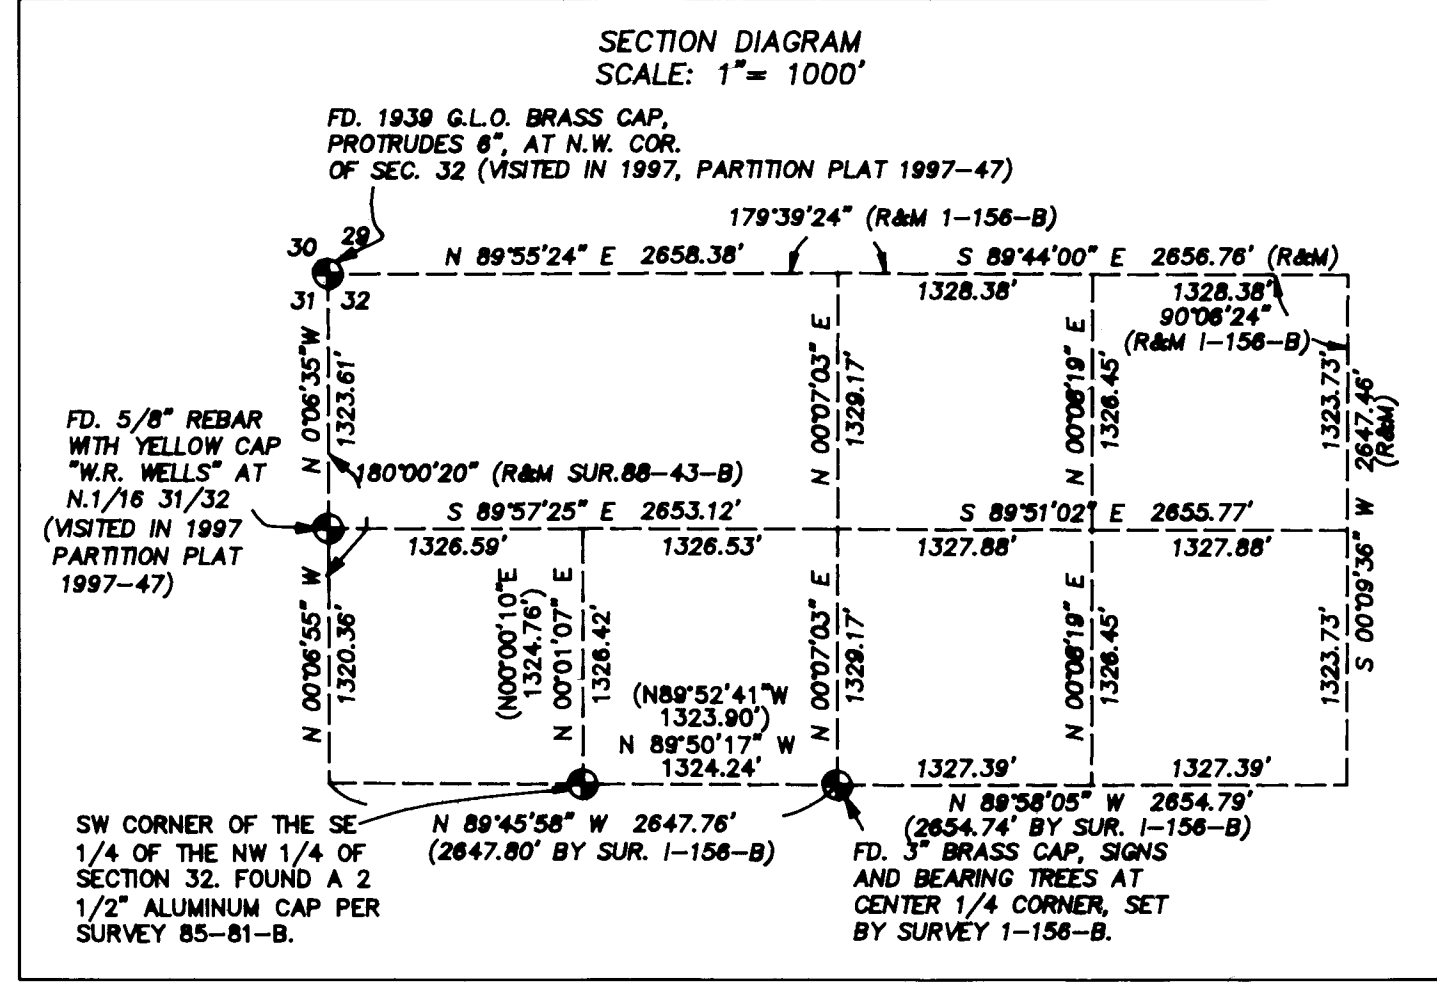 SECTION DIAGRAM
SCALE: 1"= 1000'
FD. 1939 G.L.O. BRASS CAP,
PROTRUDES 6", AT N.W. COR.
OF SEC. 32 (VISITED IN 1997, PARTITION PLAT 1997-47)
179°39'24" (R&M 1-156-B)
30 29
31 32
N 89°55'24" E 2658.38'
S 89°44'00" E 2656.76' (R&M)
1328.38'
1328.38'
90°06'24"
(R&M I-156-B)
N 0°06'35"W
1323.61'
N 00°07'03" E
1329.17'
N 00°08'19" E
1326.45'
1323.73'
2647.46'
(R&M)
S 00°09'36" W
FD. 5/8" REBAR
WITH YELLOW CAP
"W.R. WELLS" AT
N.1/16 31/32
(VISITED IN 1997
PARTITION PLAT
1997-47)
180°00'20" (R&M SUR.88-43-B)
S 89°57'25" E 2653.12'
S 89°51'02" E 2655.77'
1326.59'
1326.53'
1327.88'
1327.88'
N 00°06'55" W
1320.36'
(N00°00'10"E
1324.76')
N 00°01'07" E
1326.42'
N 00°07'03" E
1329.17'
N 00°08'19" E
1326.45'
1323.73'
(N89°52'41"W
1323.90')
N 89°50'17" W
1324.24'
1327.39'
1327.39'
SW CORNER OF THE SE
1/4 OF THE NW 1/4 OF
SECTION 32. FOUND A 2
1/2" ALUMINUM CAP PER
SURVEY 85-81-B.
N 89°45'58" W 2647.76'
(2647.80' BY SUR. I-156-B)
N 89°58'05" W 2654.79'
(2654.74' BY SUR. I-156-B)
FD. 3" BRASS CAP, SIGNS
AND BEARING TREES AT
CENTER 1/4 CORNER, SET
BY SURVEY 1-156-B.